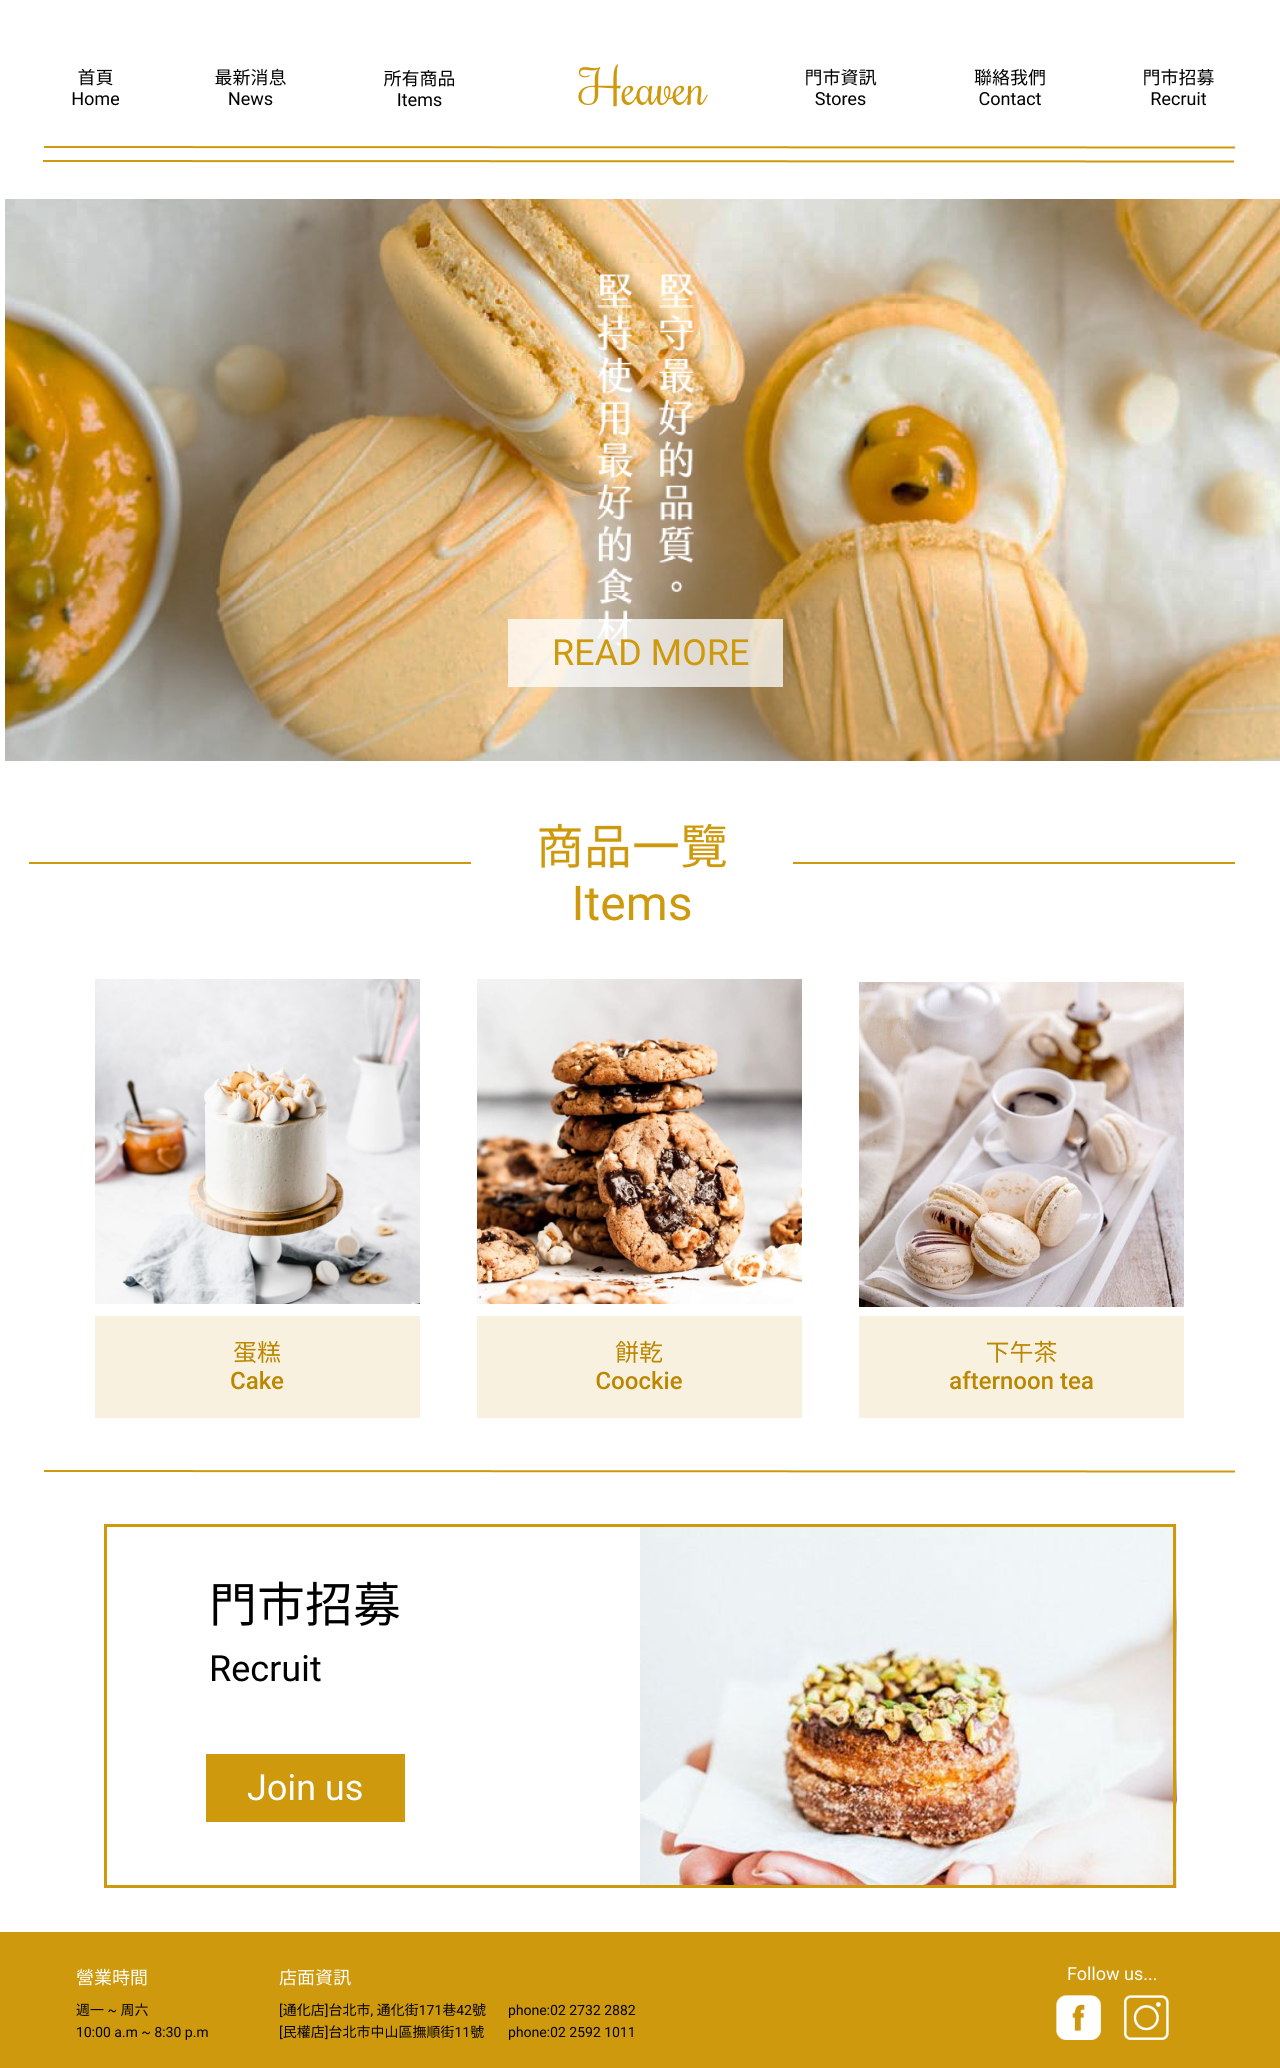 首頁
Home
最新消息
News
所有商品
Items
Heaven
門市資訊
Stores
聯絡我們
Contact
門市招募
Recruit
堅守最好的品質。
堅持使用最好的食材
READ MORE
商品一覽
Items
蛋糕
Cake
餅乾
Coockie
下午茶
afternoon tea
門市招募
Recruit
Join us
營業時間
週一 ~ 周六
10:00 a.m ~ 8:30 p.m
店面資訊
[通化店]台北市, 通化街171巷42號 phone:02 2732 2882
[民權店]台北市中山區撫順街11號 phone:02 2592 1011
Follow us...